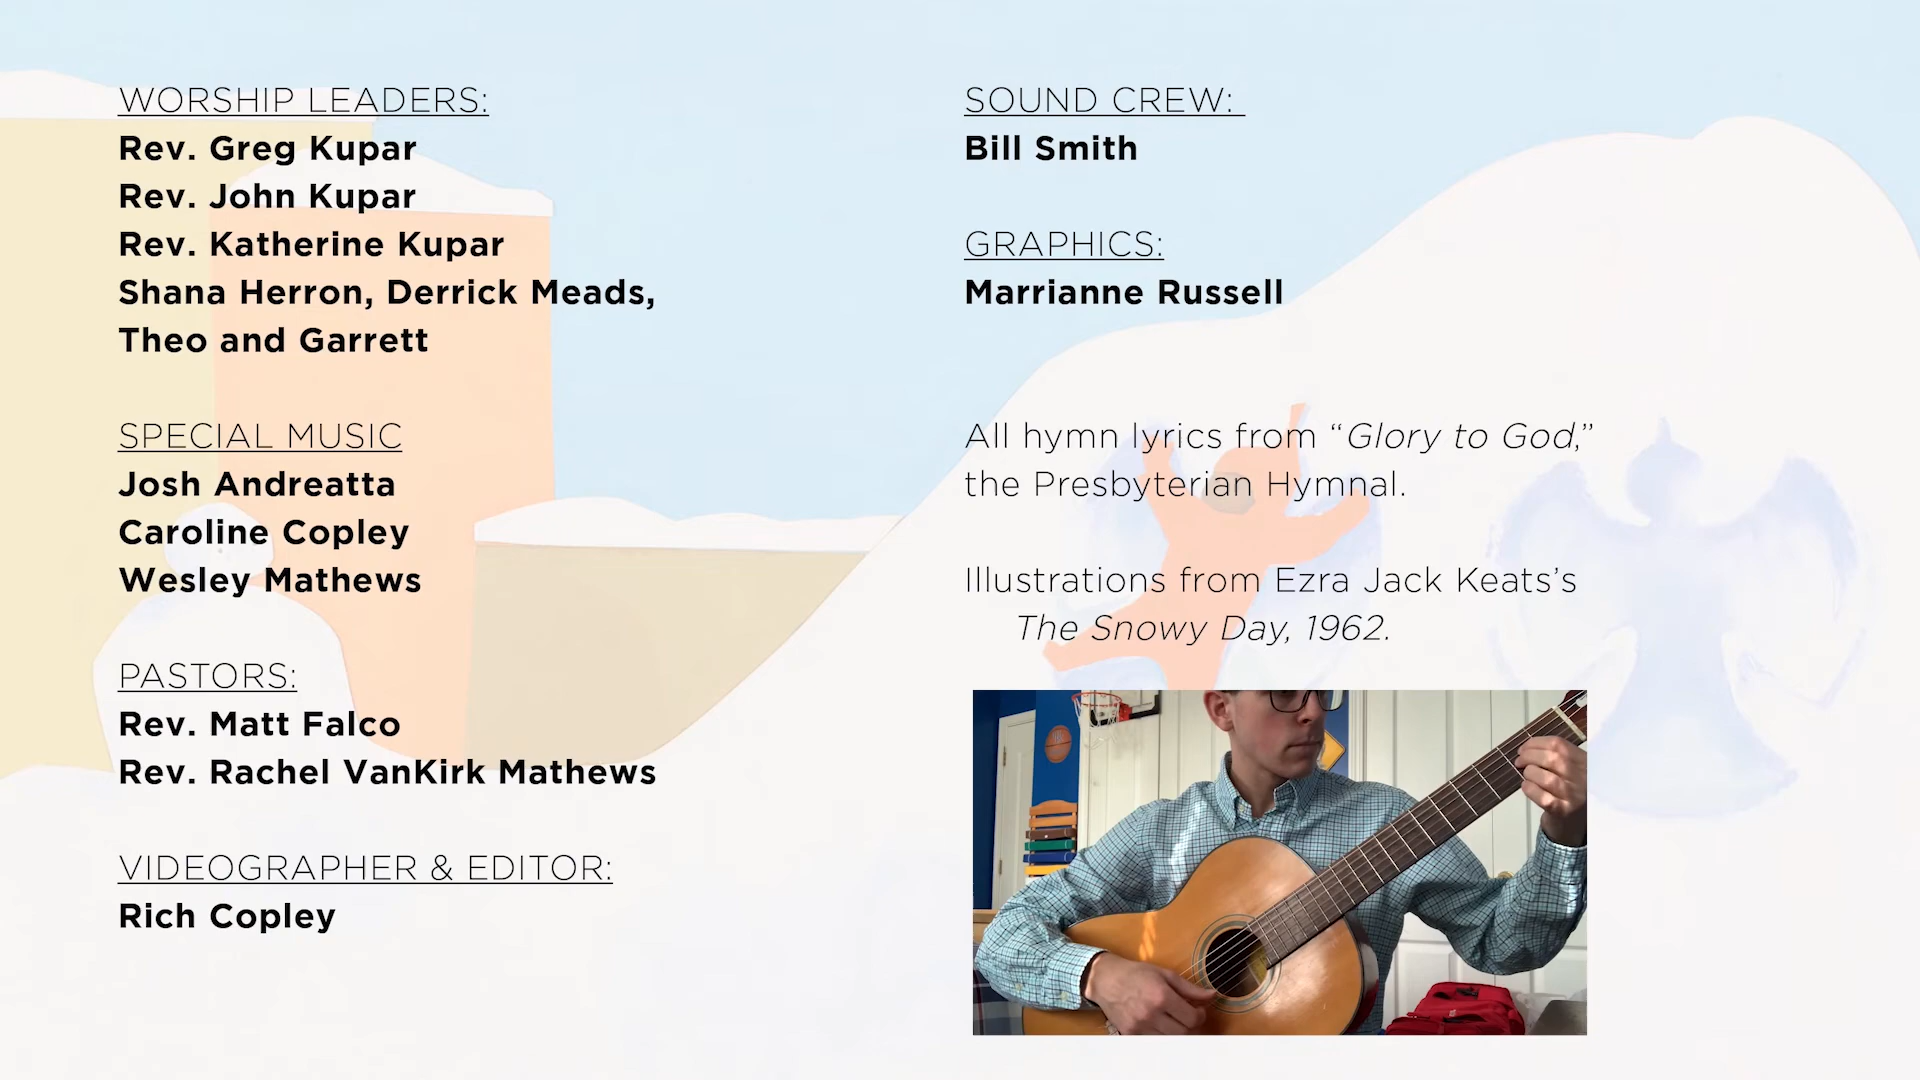 WORSHIP LEADERS:
Rev. Greg Kupar
Rev. John Kupar
Rev. Katherine Kupar
Shana Herron, Derrick Meads,
Theo and Garrett
SPECIAL MUSIC
Josh Andreatta
Caroline Copley
Wesley Mathews
PASTORS:
Rev. Matt Falco
Rev. Rachel VanKirk Mathews
VIDEOGRAPHER & EDITOR:
Rich Copley
SOUND CREW:
Bill Smith
GRAPHICS:
Marrianne Russell
All hymn lyrics from “Glory to God,”
the Presbyterian Hymnal.
Illustrations from Ezra Jack Keats’s
The Snowy Day, 1962.